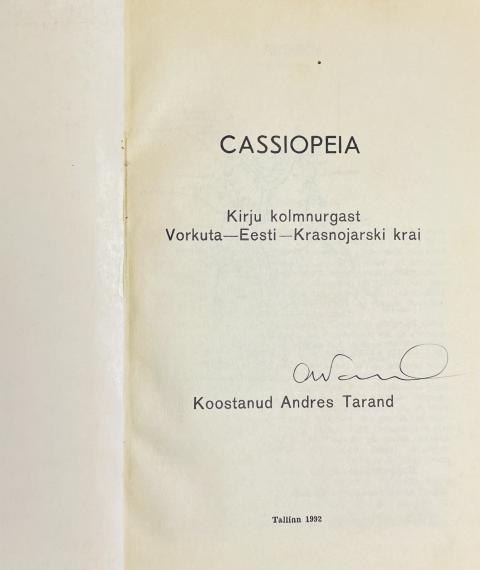 CASSIOPEIA
Kirju kolmnurgast
Vorkuta—Eesti—Krasnojarski krai
Koostanud Andres Tarand
Tallinn 1992